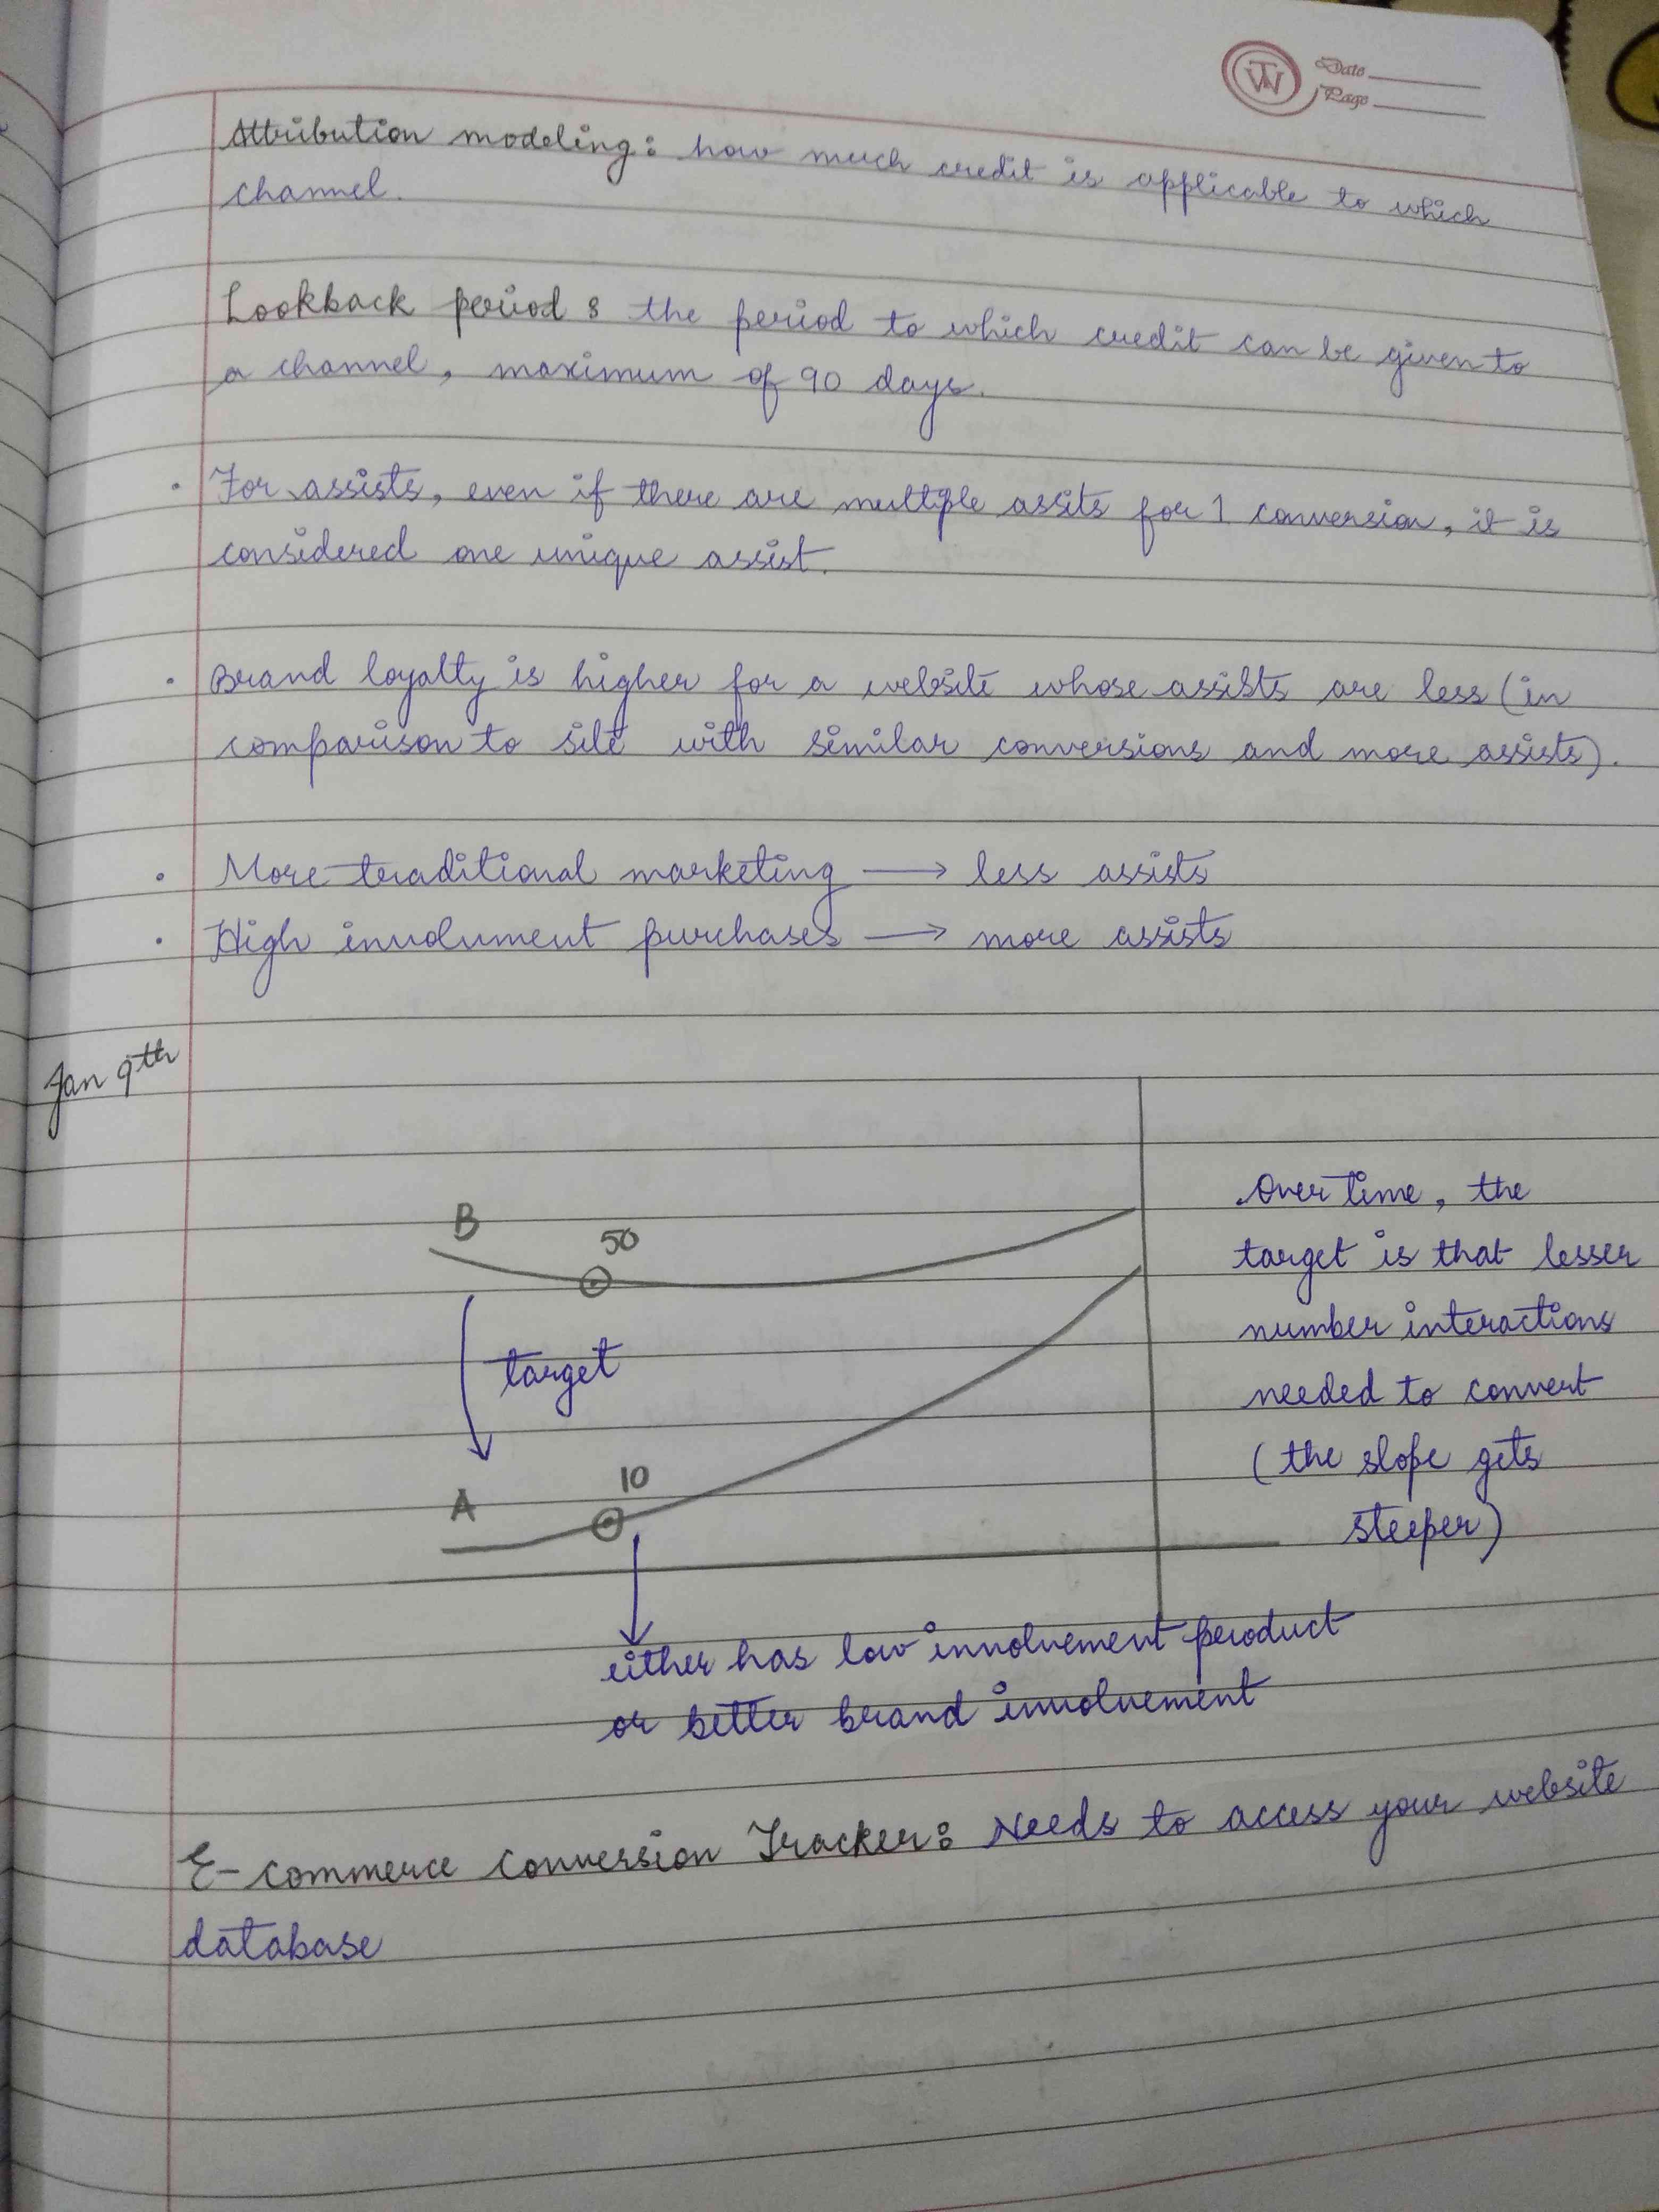 Date
Page
Attribution modeling: how much credit is applicable to which
channel.
Lookback period: the period to which credit can be given to
a channel, maximum of 90 days.
· For assists, even if there are multiple assits for 1 conversion, it is
considered one unique assist.
· Brand loyalty is higher for a website whose assists are less (in
comparison to site with similar conversions and more assists).
· More traditional marketing → less assists
· High involument purchases → more assists
Jan 9th
B
50
target
A
10
Over time, the
target is that lesser
number interactions
needed to convert
(the slope gets
steeper)
either has low involvement product
or better brand involvement
E-commerce Conversion Tracker: Needs to access your website
database